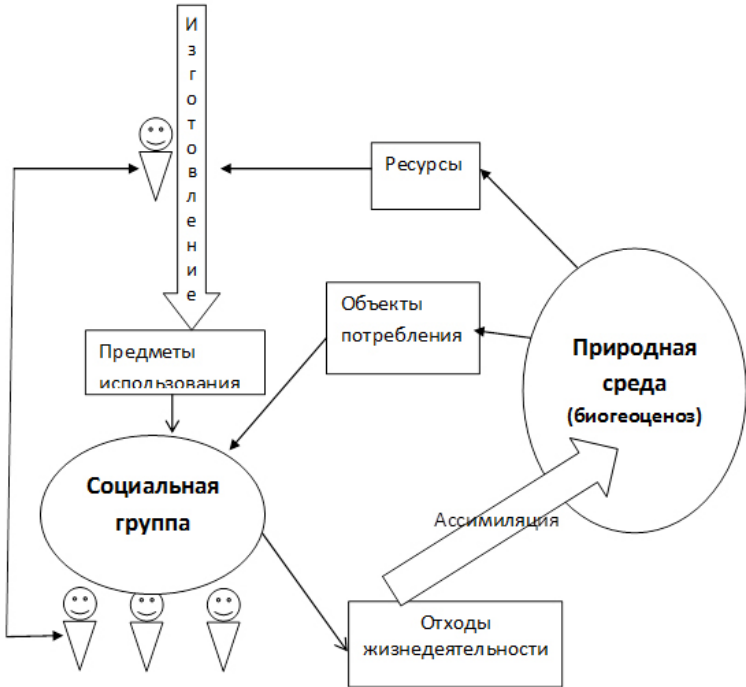 Изготовление
Ресурсы
Объекты
потребления
Предметы
использования
Природная
среда
(биогеоценоз)
Социальная
группа
Ассимиляция
Отходы
жизнедеятельности